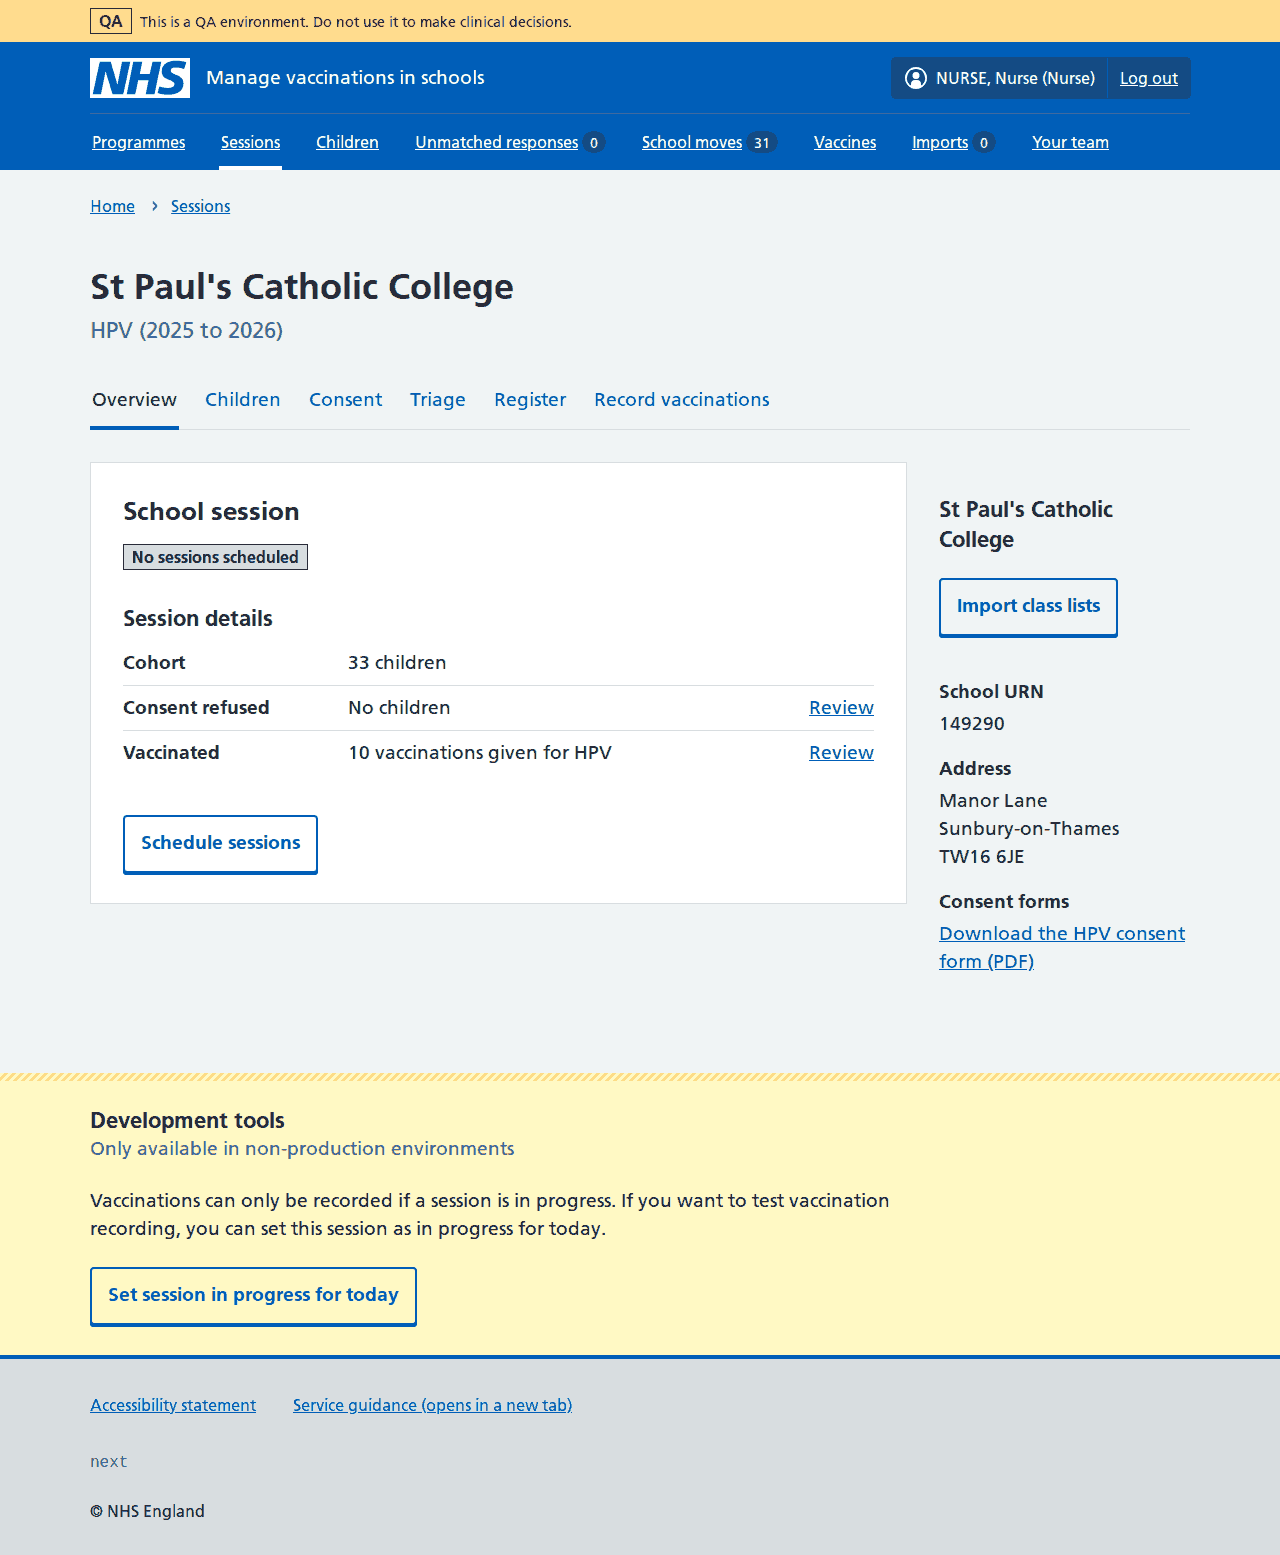 QA This is a QA environment. Do not use it to make clinical decisions.
NHS Manage vaccinations in schools NURSE, Nurse (Nurse) Log out
Programmes Sessions Children Unmatched responses 0 School moves 31 Vaccines Imports 0 Your team
Home › Sessions
St Paul's Catholic College
HPV (2025 to 2026)
Overview Children Consent Triage Register Record vaccinations
School session
No sessions scheduled
Session details
Cohort 33 children
Consent refused No children Review
Vaccinated 10 vaccinations given for HPV Review
Schedule sessions
St Paul's Catholic
College
Import class lists
School URN
149290
Address
Manor Lane
Sunbury-on-Thames
TW16 6JE
Consent forms
Download the HPV consent
form (PDF)
Development tools
Only available in non-production environments
Vaccinations can only be recorded if a session is in progress. If you want to test vaccination
recording, you can set this session as in progress for today.
Set session in progress for today
Accessibility statement Service guidance (opens in a new tab)
next
© NHS England